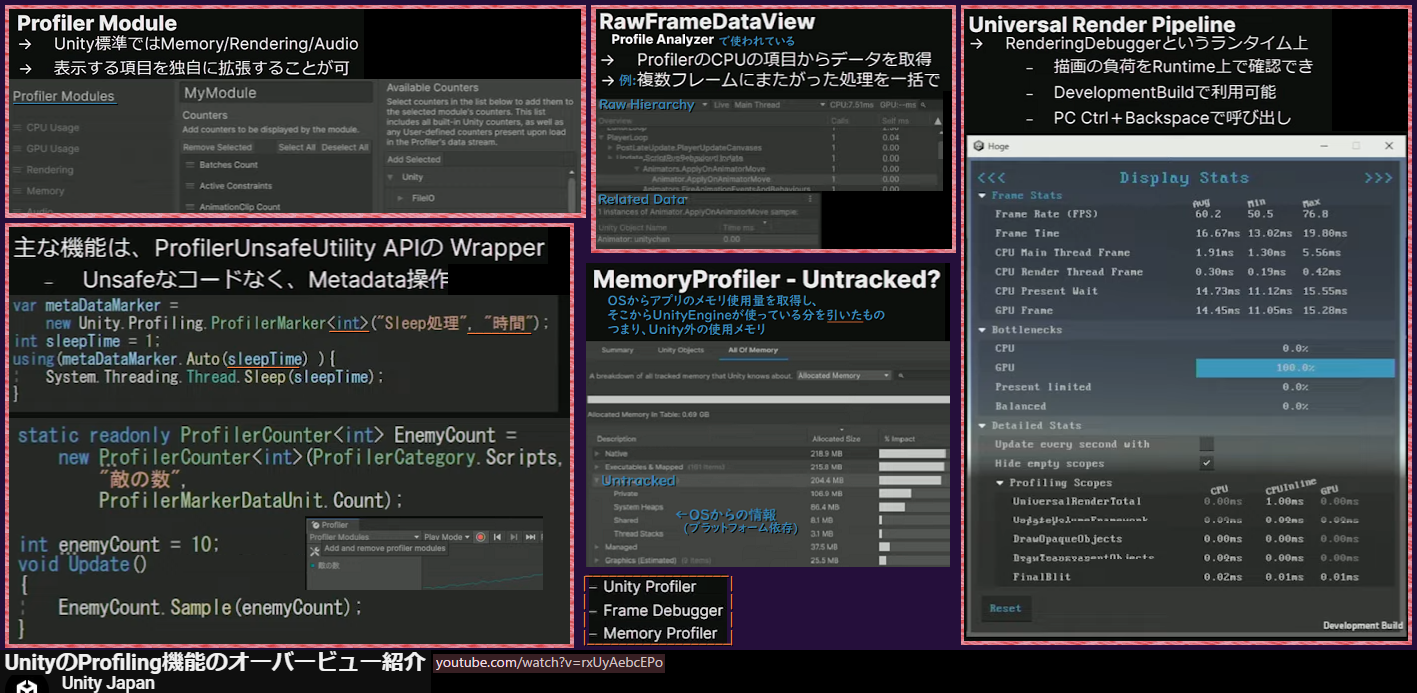 Profiler Module
→ Unity標準ではMemory/Rendering/Audio
→ 表示する項目を独自に拡張することが可
Profiler Modules
CPU Usage
GPU Usage
Rendering
Memory
Audio
MyModule
Counters
Add counters to be displayed by the module.
Remove Selected Select All Deselect All
Batches Count
Active Constraints
AnimationClip Count
Available Counters
Select counters in the list below to add them to
the selected module's counters. This list
includes all built-in Unity counters, as well as
any User-defined counters present upon load
in the Profiler's data stream.
Add Selected
Unity
FileIO
主な機能は、ProfilerUnsafeUtility APIの Wrapper
- Unsafeなコードなく、Metadata操作
var metaDataMarker =
new Unity.Profiling.ProfilerMarker<int>("Sleep処理", "時間");
int sleepTime = 1;
using(metaDataMarker.Auto(sleepTime) ){
System.Threading.Thread.Sleep(sleepTime);
}
static readonly ProfilerCounter<int> EnemyCount =
new ProfilerCounter<int>(ProfilerCategory.Scripts,
"敵の数",
ProfilerMarkerDataUnit.Count);
int enemyCount = 10;
void Update()
{
EnemyCount.Sample(enemyCount);
}
Profiler
Profiler Modules Play Mode
Add and remove profiler modules
敵の数
RawFrameDataView
Profile Analyzer で使われている
→ ProfilerのCPUの項目からデータを取得
→ 例:複数フレームにまたがった処理を一括で
Raw Hierarchy Live Main Thread CPU:7.51ms GPU:--ms
Overview Calls Self ms
PlayerLoop 1 0.04
PostLateUpdate.PlayerUpdateCanvases 1 0.00
1 0.00
Animators.ApplyOnAnimatorMove 1 0.00
Animator.ApplyOnAnimatorMove 1 0.00
Animators.FireAnimationEventsAndBehaviours 1 0.00
Related Data
1 instances of Animator.ApplyOnAnimatorMove sample:
Unity Object Name Time ms
Animator: unitychan 0.00
MemoryProfiler - Untracked?
OSからアプリのメモリ使用量を取得し、
そこからUnityEngineが使っている分を引いたもの
つまり、Unity外の使用メモリ
Summary Unity Objects All Of Memory
A breakdown of all tracked memory that Unity knows about. Allocated Memory
Allocated Memory In Table: 0.69 GB
Description Allocated Size % Impact
Native 218.9 MB
Executables & Mapped (161 Items) 215.8 MB
Untracked 204.4 MB
Private 106.9 MB
System Heaps 86.4 MB
Shared 8.1 MB
Thread Stacks 3.1 MB
←OSからの情報
(プラットフォーム依存)
Managed 37.5 MB
Graphics (Estimated) (9 Items) 25.5 MB
- Unity Profiler
- Frame Debugger
- Memory Profiler
Universal Render Pipeline
→ RenderingDebuggerというランタイム上
- 描画の負荷をRuntime上で確認でき
- DevelopmentBuildで利用可能
- PC Ctrl+Backspaceで呼び出し
Hoge
<<< Display Stats >>>
Frame Stats
Avg Min Max
Frame Rate (FPS) 60.2 50.5 76.8
Frame Time 16.67ms 13.02ms 19.80ms
CPU Main Thread Frame 1.91ms 1.30ms 5.56ms
CPU Render Thread Frame 0.30ms 0.19ms 0.42ms
CPU Present Wait 14.73ms 11.12ms 15.55ms
GPU Frame 14.45ms 11.05ms 15.28ms
Bottlenecks
CPU 0.0%
GPU 100.0%
Present limited 0.0%
Balanced 0.0%
Detailed Stats
Update every second with
Hide empty scopes
Profiling Scopes CPU CPUInline GPU
UniversalRenderTotal 0.00ms 1.00ms 0.00ms
UpdateVolumeFramework 0.00ms 0.09ms 0.00ms
DrawOpaqueObjects 0.00ms 0.00ms 0.00ms
DrawTransparentObjects 0.00ms 0.00ms 0.00ms
FinalBlit 0.02ms 0.01ms 0.01ms
Reset
Development Build
UnityのProfiling機能のオーバービュー紹介 youtube.com/watch?v=rxUyAebcEPo
Unity Japan